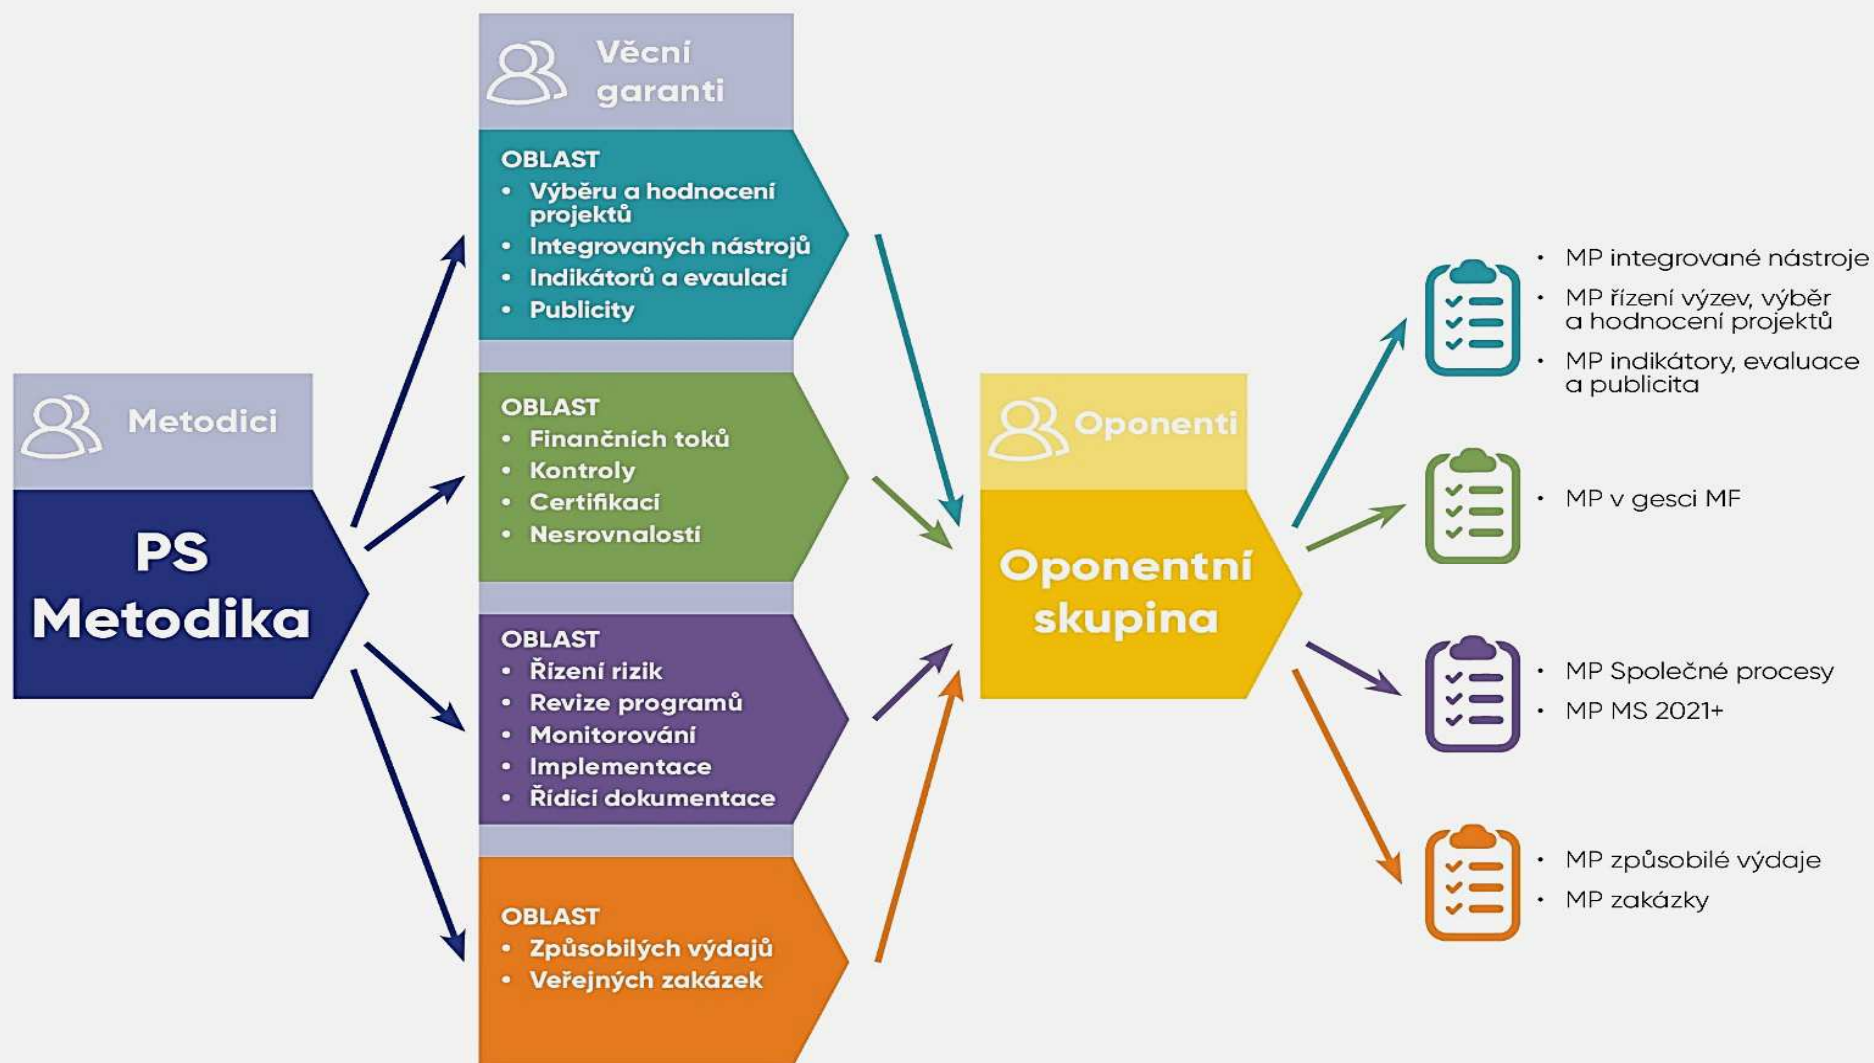 Metodici
PS
Metodika
Věcní
garanti
OBLAST
• Výběru a hodnocení
projektů
• Integrovaných nástrojů
• Indikátorů a evaulací
• Publicity
OBLAST
• Finančních toků
• Kontroly
• Certifikací
• Nesrovnalostí
OBLAST
• Řízení rizik
• Revize programů
• Monitorování
• Implementace
• Řídící dokumentace
OBLAST
• Způsobilých výdajů
• Veřejných zakázek
Oponenti
Oponentní
skupina
• MP integrované nástroje
• MP řízení výzev, výběr
a hodnocení projektů
• MP indikátory, evaluace
a publicita
• MP v gesci MF
• MP Společné procesy
• MP MS 2021+
• MP způsobilé výdaje
• MP zakázky